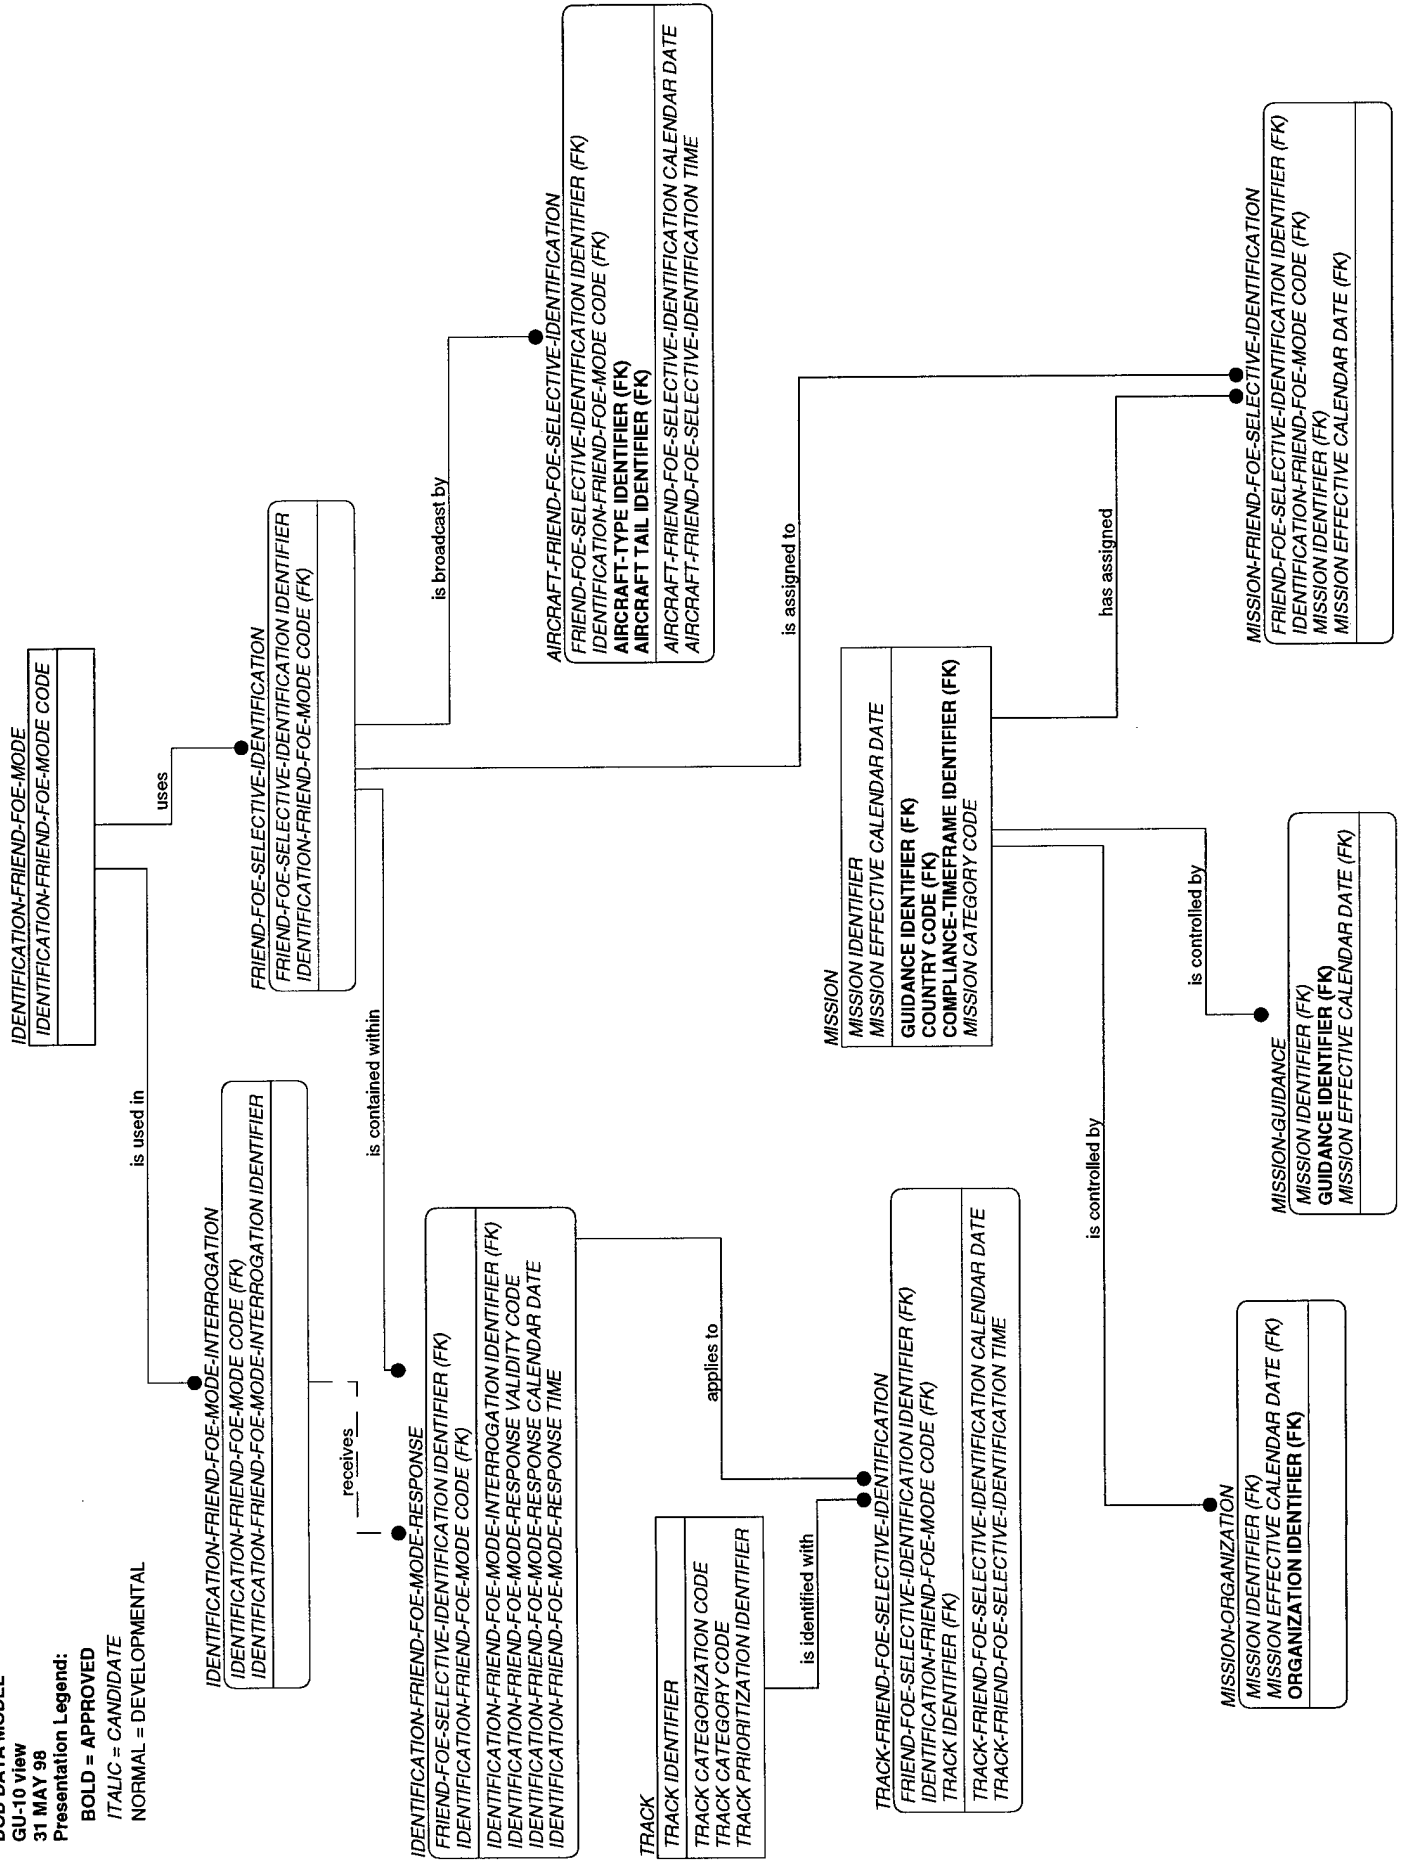 DOD DATA MODEL
GU-10 view
31 MAY 98
Presentation Legend:
BOLD = APPROVED
ITALIC = CANDIDATE
NORMAL = DEVELOPMENTAL
IDENTIFICATION-FRIEND-FOE-MODE
IDENTIFICATION-FRIEND-FOE-MODE CODE
is used in
uses
IDENTIFICATION-FRIEND-FOE-MODE-INTERROGATION
IDENTIFICATION-FRIEND-FOE-MODE CODE (FK)
IDENTIFICATION-FRIEND-FOE-MODE-INTERROGATION IDENTIFIER
FRIEND-FOE-SELECTIVE-IDENTIFICATION
FRIEND-FOE-SELECTIVE-IDENTIFICATION IDENTIFIER
IDENTIFICATION-FRIEND-FOE-MODE CODE (FK)
receives
is contained within
is broadcast by
IDENTIFICATION-FRIEND-FOE-MODE-RESPONSE
FRIEND-FOE-SELECTIVE-IDENTIFICATION IDENTIFIER (FK)
IDENTIFICATION-FRIEND-FOE-MODE CODE (FK)
IDENTIFICATION-FRIEND-FOE-MODE-INTERROGATION IDENTIFIER (FK)
IDENTIFICATION-FRIEND-FOE-MODE-RESPONSE VALIDITY CODE
IDENTIFICATION-FRIEND-FOE-MODE-RESPONSE CALENDAR DATE
IDENTIFICATION-FRIEND-FOE-MODE-RESPONSE TIME
AIRCRAFT-FRIEND-FOE-SELECTIVE-IDENTIFICATION
FRIEND-FOE-SELECTIVE-IDENTIFICATION IDENTIFIER (FK)
IDENTIFICATION-FRIEND-FOE-MODE CODE (FK)
AIRCRAFT-TYPE IDENTIFIER (FK)
AIRCRAFT TAIL IDENTIFIER (FK)
AIRCRAFT-FRIEND-FOE-SELECTIVE-IDENTIFICATION CALENDAR DATE
AIRCRAFT-FRIEND-FOE-SELECTIVE-IDENTIFICATION TIME
TRACK
TRACK IDENTIFIER
TRACK CATEGORIZATION CODE
TRACK CATEGORY CODE
TRACK PRIORITIZATION IDENTIFIER
applies to
is identified with
is assigned to
TRACK-FRIEND-FOE-SELECTIVE-IDENTIFICATION
FRIEND-FOE-SELECTIVE-IDENTIFICATION IDENTIFIER (FK)
IDENTIFICATION-FRIEND-FOE-MODE CODE (FK)
TRACK IDENTIFIER (FK)
TRACK-FRIEND-FOE-SELECTIVE-IDENTIFICATION CALENDAR DATE
TRACK-FRIEND-FOE-SELECTIVE-IDENTIFICATION TIME
MISSION
MISSION IDENTIFIER
MISSION EFFECTIVE CALENDAR DATE
GUIDANCE IDENTIFIER (FK)
COUNTRY CODE (FK)
COMPLIANCE-TIMEFRAME IDENTIFIER (FK)
MISSION CATEGORY CODE
is controlled by
is controlled by
has assigned
MISSION-ORGANIZATION
MISSION IDENTIFIER (FK)
MISSION EFFECTIVE CALENDAR DATE (FK)
ORGANIZATION IDENTIFIER (FK)
MISSION-GUIDANCE
MISSION IDENTIFIER (FK)
GUIDANCE IDENTIFIER (FK)
MISSION EFFECTIVE CALENDAR DATE (FK)
MISSION-FRIEND-FOE-SELECTIVE-IDENTIFICATION
FRIEND-FOE-SELECTIVE-IDENTIFICATION IDENTIFIER (FK)
IDENTIFICATION-FRIEND-FOE-MODE CODE (FK)
MISSION IDENTIFIER (FK)
MISSION EFFECTIVE CALENDAR DATE (FK)